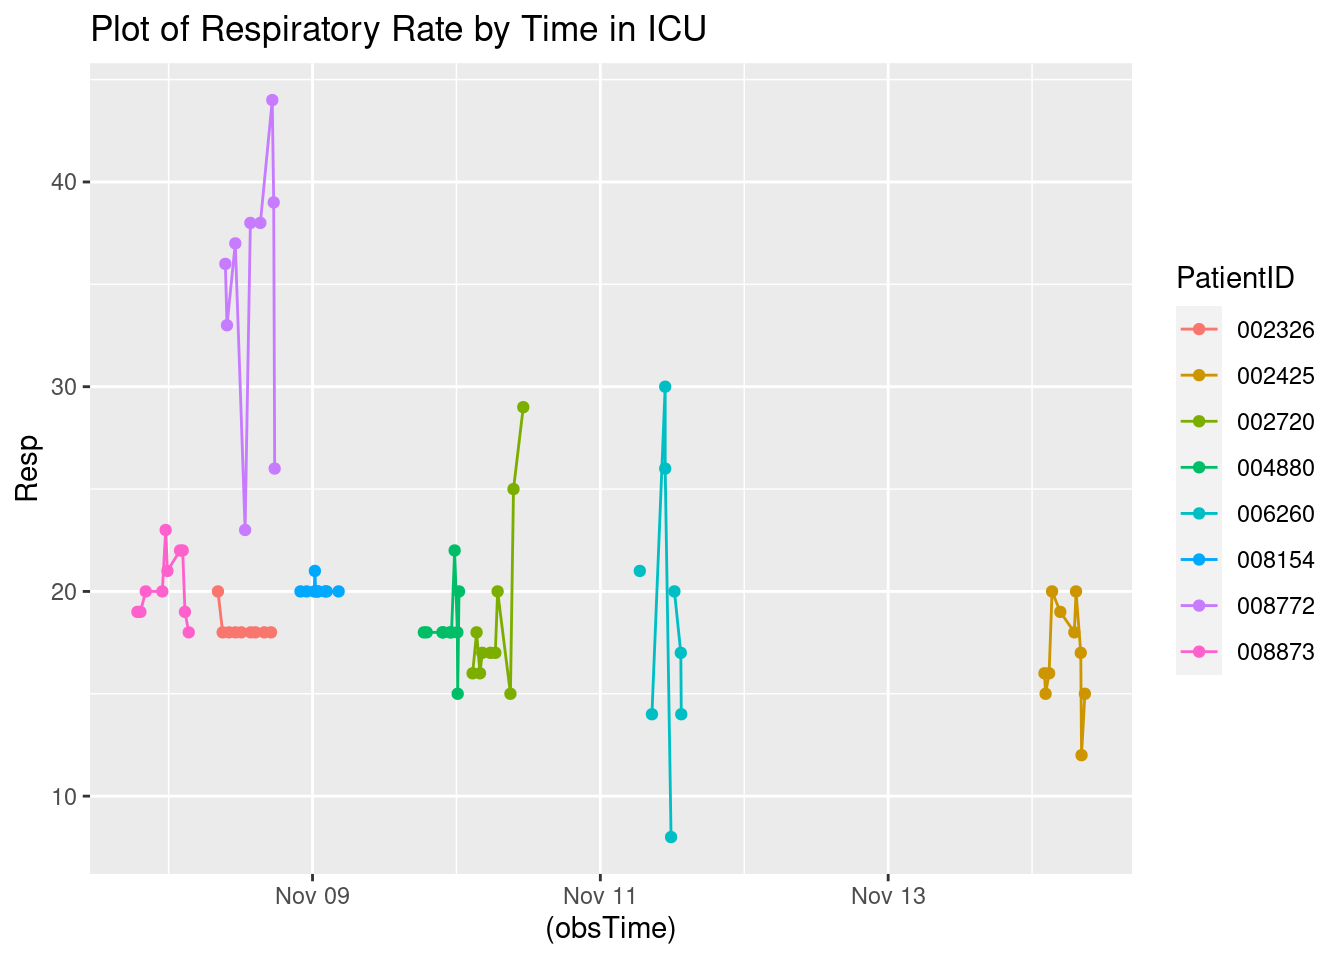 Plot of Respiratory Rate by Time in ICU
40
30
20
10
Resp
Nov 09
Nov 11
Nov 13
(obsTime)
PatientID
002326
002425
002720
004880
006260
008154
008772
008873